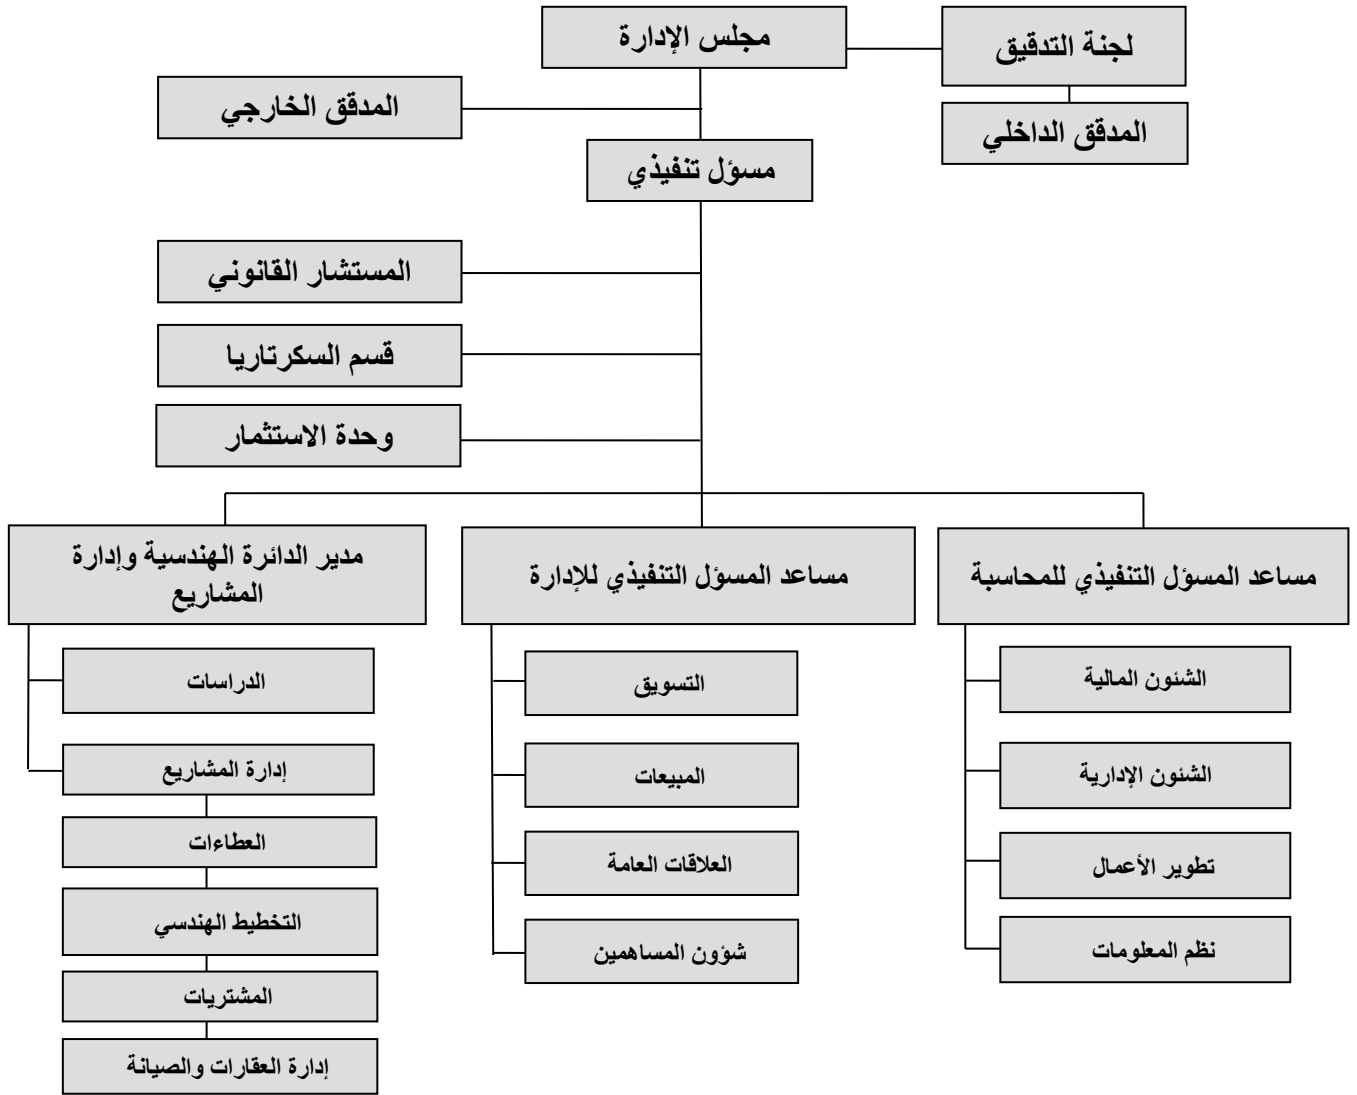 مجلس الإدارة
لجنة التدقيق
المدقق الخارجي
المدقق الداخلي
مسؤل تنفيذي
المستشار القانوني
قسم السكرتاريا
وحدة الاستثمار
مساعد المسؤل التنفيذي للمحاسبة
الشئون المالية
الشئون الإدارية
تطوير الأعمال
نظم المعلومات
مساعد المسؤل التنفيذي للإدارة
التسويق
المبيعات
العلاقات العامة
شؤون المساهمين
مدير الدائرة الهندسية وإدارة
المشاريع
الدراسات
إدارة المشاريع
العطاءات
التخطيط الهندسي
المشتريات
إدارة العقارات والصيانة